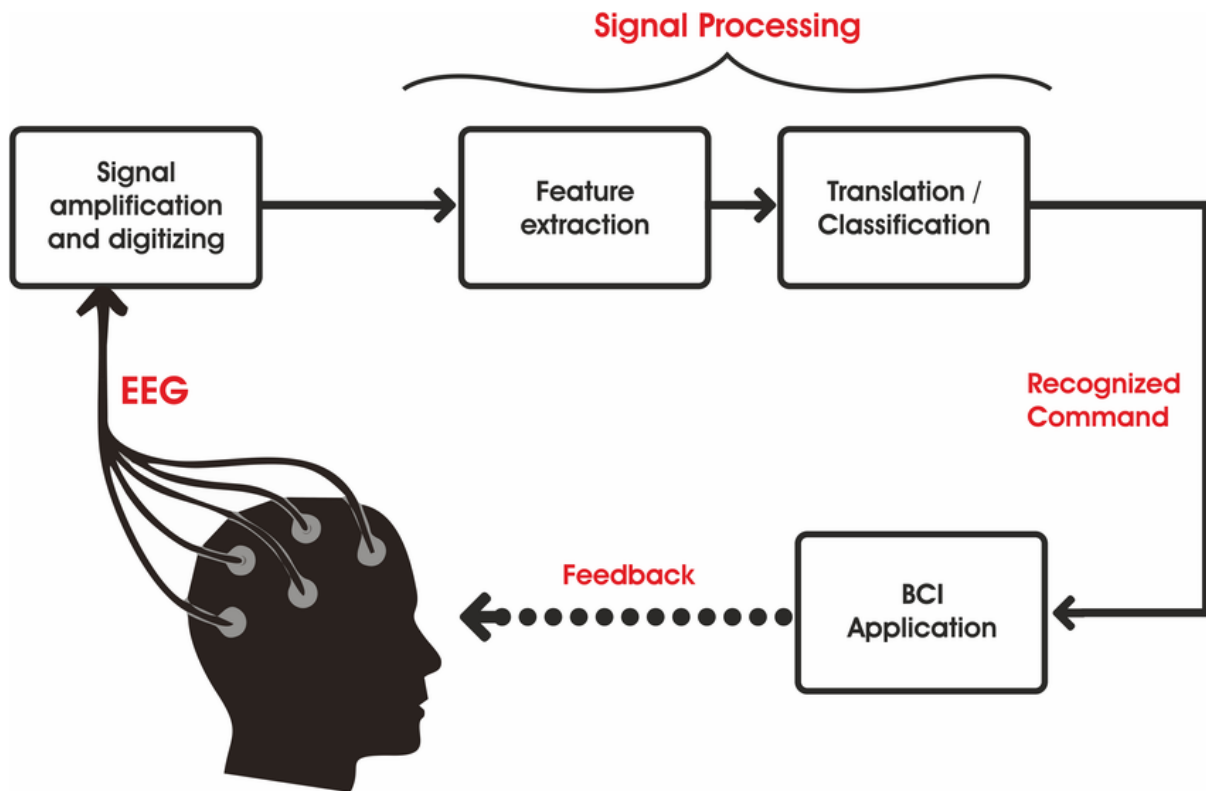 Signal Processing
Signal
amplification
and digitizing
Feature
extraction
Translation /
Classification
EEG
Recognized
Command
Feedback
BCI
Application